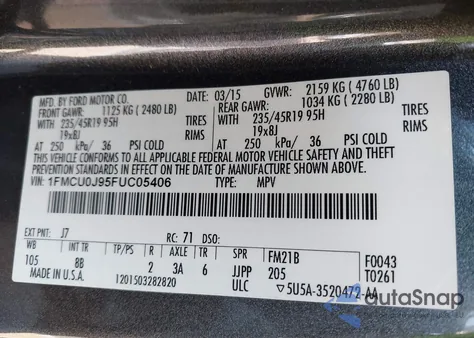 MFD. BY FORD MOTOR CO. 03/15 GVWR: 2159 KG ( 4760 LB)
FRONT GAWR: 1125 KG ( 2480 LB) REAR GAWR: 1034 KG ( 2280 LB)
WITH 235/45R19 95H TIRES WITH 235/45R19 95H TIRES
19x8J RIMS 19x8J RIMS
AT 250 kPa/ 36 PSI COLD AT 250 kPa/ 36 PSI COLD
THIS VEHICLE CONFORMS TO ALL APPLICABLE FEDERAL MOTOR VEHICLE SAFETY
AND THEFT PREVENTION STANDARDS IN EFFECT ON THE DATE
OF MANUFACTURE SHOWN ABOVE.
VIN: 1FMCU0J95FUC05406 TYPE: MPV
EXT PNT: J7 RC: 71 DSO:
WB INT TR TP/PS R AXLE TR SPR FM21B F0043
105 8B 2 3A 6 JJPP 205 T0261
MADE IN U.S.A. 1201503282820 ULC ▽5U5A-3520472-AA
autoSnap